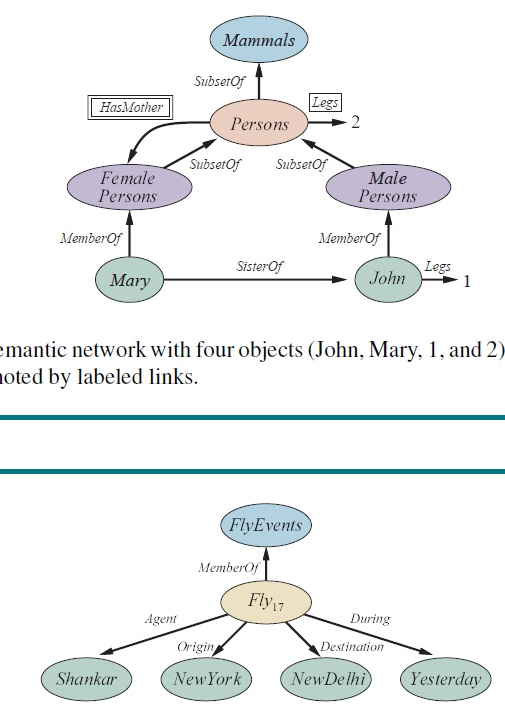 Mammals
SubsetOf
HasMother
Legs
Persons
2
SubsetOf
SubsetOf
Female
Persons
Male
Persons
MemberOf
MemberOf
SisterOf
Legs
Mary
John
1
emantic network with four objects (John, Mary, 1, and 2)
noted by labeled links.
FlyEvents
MemberOf
Fly17
Agent
During
Origin
Destination
Shankar
NewYork
NewDelhi
Yesterday